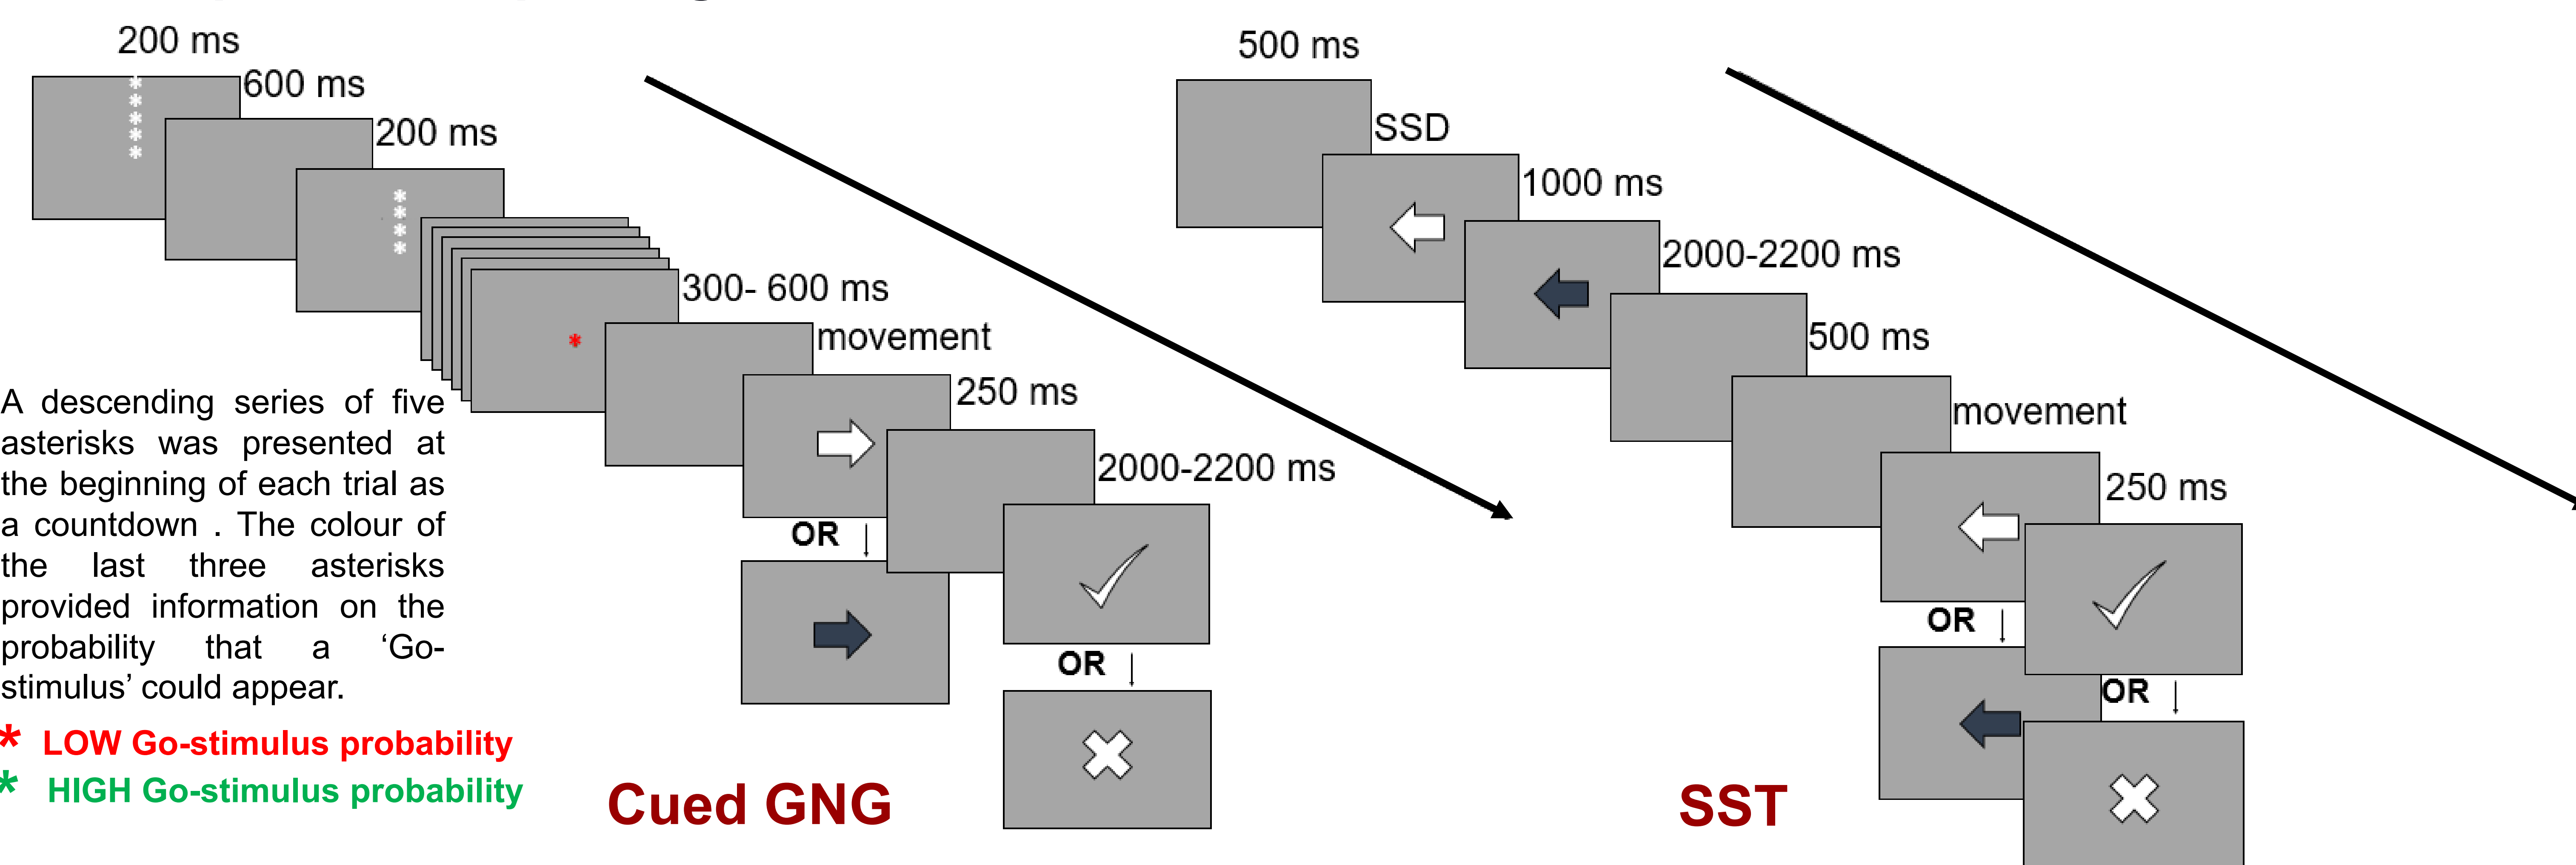 200 ms
600 ms
200 ms
300- 600 ms
movement
250 ms
2000-2200 ms
OR
OR
A descending series of five
asterisks was presented at
the beginning of each trial as
a countdown . The colour of
the last three asterisks
provided information on the
probability that a ‘Go-
stimulus’ could appear.
* LOW Go-stimulus probability
* HIGH Go-stimulus probability
Cued GNG
500 ms
SSD
1000 ms
2000-2200 ms
500 ms
movement
250 ms
OR
OR
SST